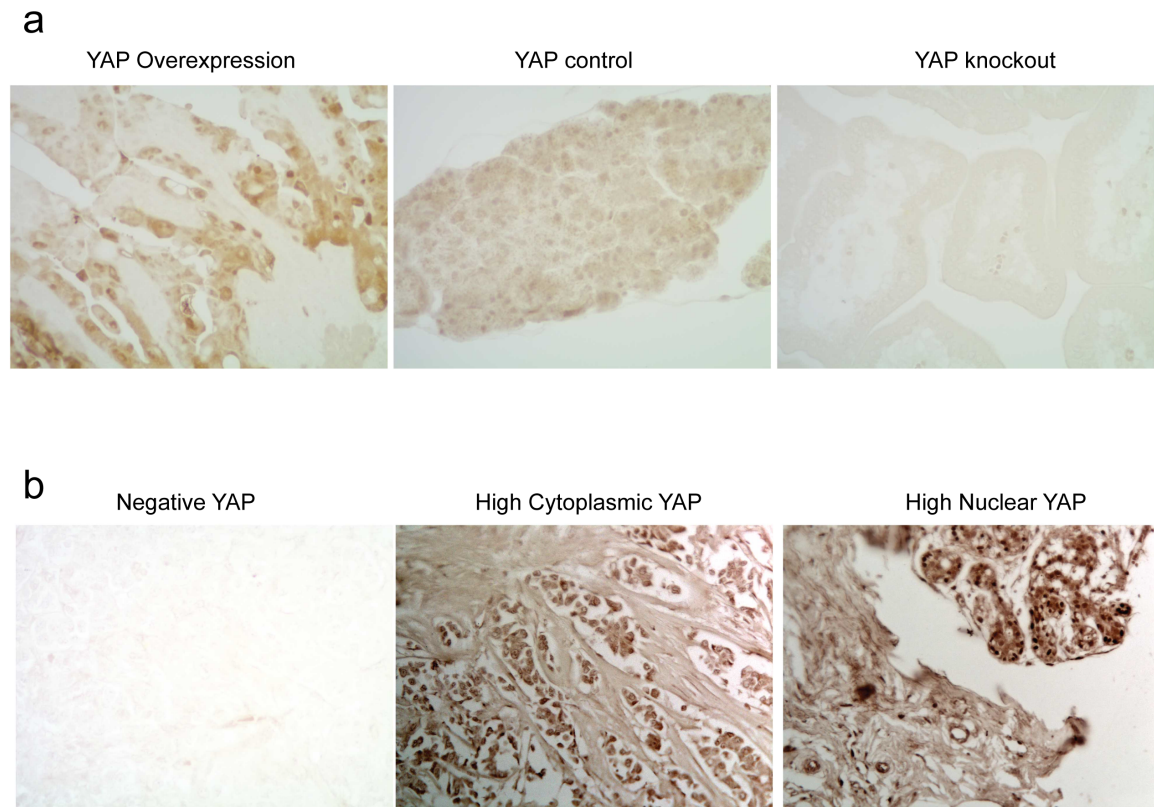 a
YAP Overexpression YAP control YAP knockout
b
Negative YAP High Cytoplasmic YAP High Nuclear YAP